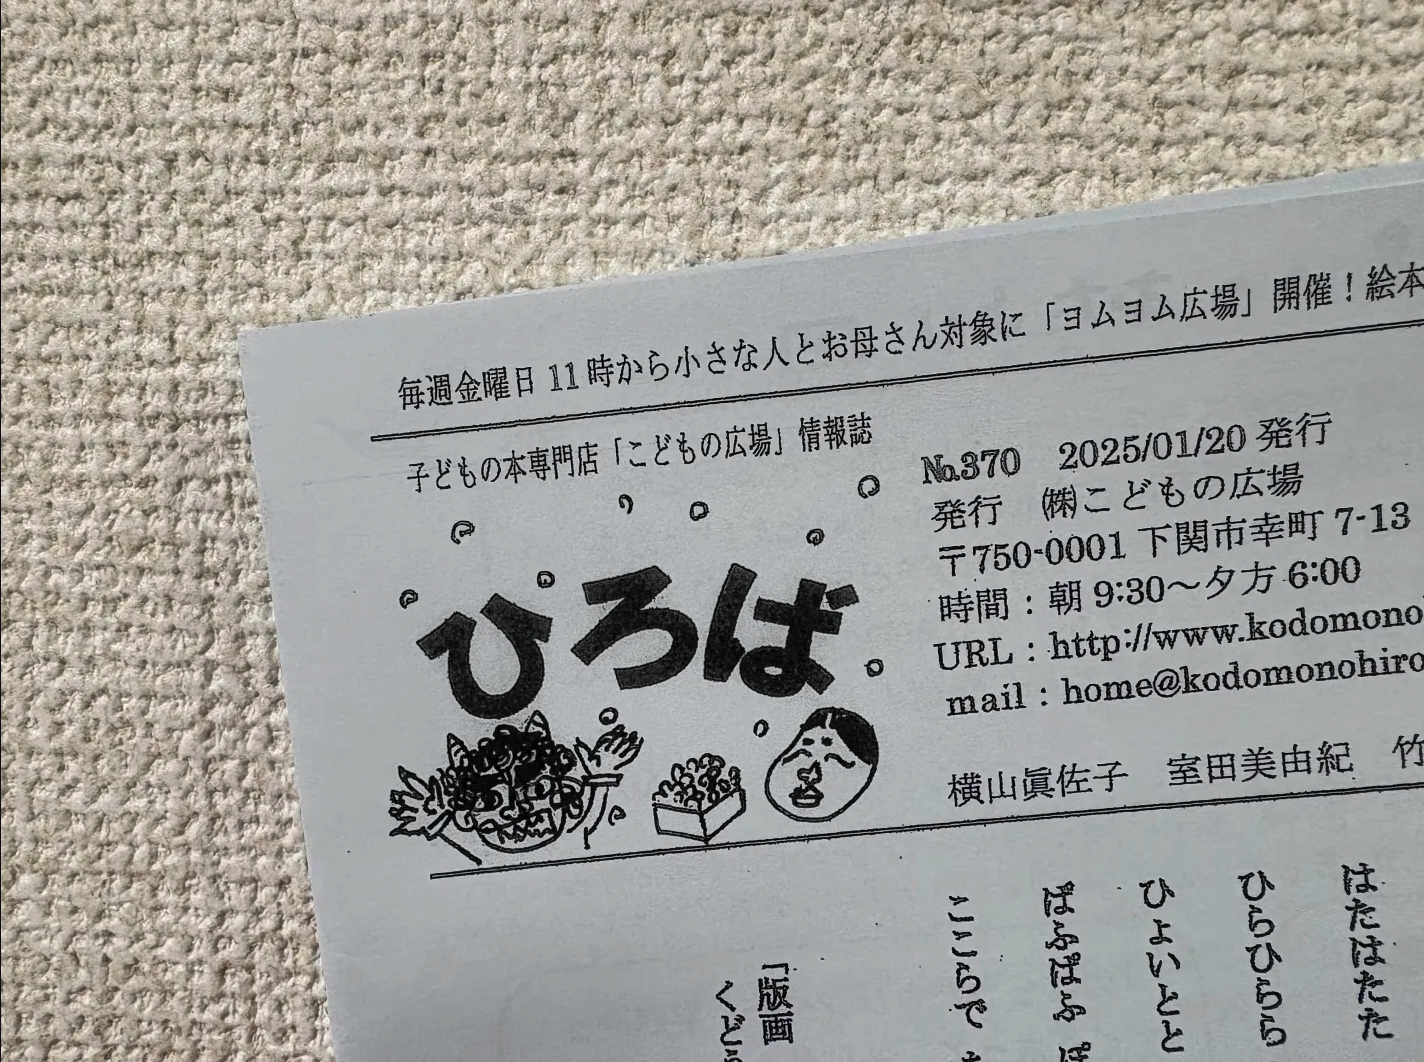 毎週金曜日 11 時から小さな人とお母さん対象に「ヨムヨム広場」開催！絵本
子どもの本専門店「こどもの広場」情報誌
ひろば
№370　2025/01/20 発行
発行　㈱こどもの広場
〒750-0001 下関市幸町 7-13
時間：朝 9:30～夕方 6:00
URL：http://www.kodomono
mail：home@kodomonohiro
横山眞佐子　室田美由紀　竹
はたはたた
ひらひらら
ひょいとと
ぱふぱふ
「版画
くど